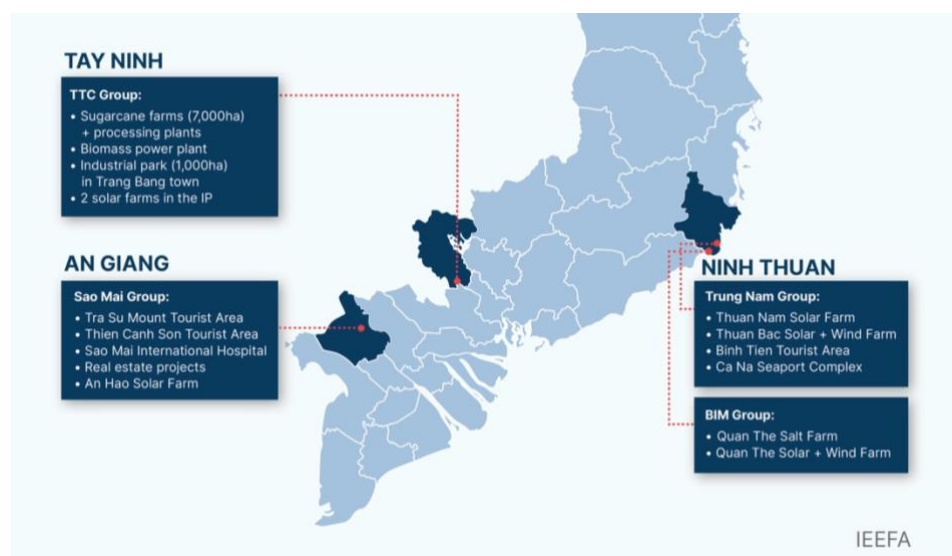 TAY NINH
TTC Group:
• Sugarcane farms (7,000ha)
+ processing plants
• Biomass power plant
• Industrial park (1,000ha)
in Trang Bang town
• 2 solar farms in the IP
AN GIANG
Sao Mai Group:
• Tra Su Mount Tourist Area
• Thien Canh Son Tourist Area
• Sao Mai International Hospital
• Real estate projects
• An Hao Solar Farm
NINH THUAN
Trung Nam Group:
• Thuan Nam Solar Farm
• Thuan Bac Solar + Wind Farm
• Binh Tien Tourist Area
• Ca Na Seaport Complex
BIM Group:
• Quan The Salt Farm
• Quan The Solar + Wind Farm
IEEFA